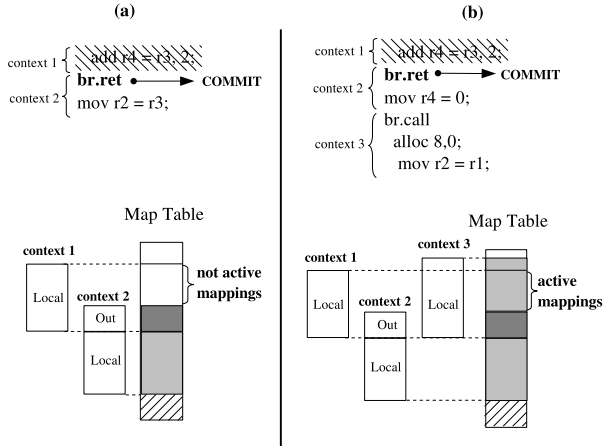 (a)
context 1
add r4 = r3, 2;
br.ret
COMMIT
context 2
mov r2 = r3;
Map Table
context 1
not active
mappings
Local
context 2
Out
Local
(b)
context 1
add r4 = r3, 2;
br.ret
COMMIT
context 2
mov r4 = 0;
br.call
context 3
alloc 8,0;
mov r2 = r1;
Map Table
context 3
context 1
active
mappings
Local
Local
context 2
Out
Local